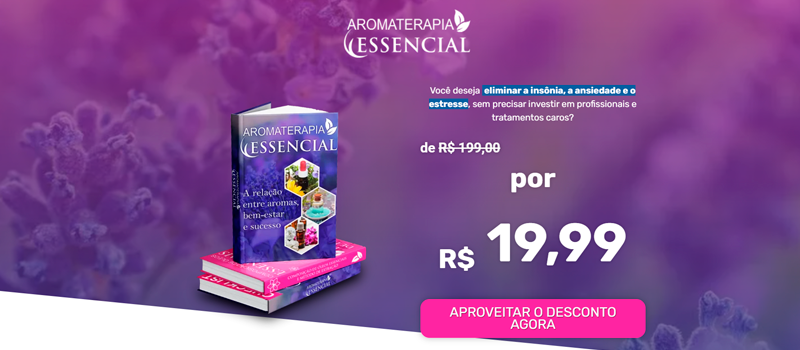 AROMATERAPIA
ESSENCIAL
Você deseja eliminar a insônia, a ansiedade e o
estresse, sem precisar investir em profissionais e
tratamentos caros?
de R$ 199,00
por
R$ 19,99
APROVEITAR O DESCONTO
AGORA
AROMATERAPIA
ESSENCIAL
A relação
entre aromas,
bem-estar
e sucesso